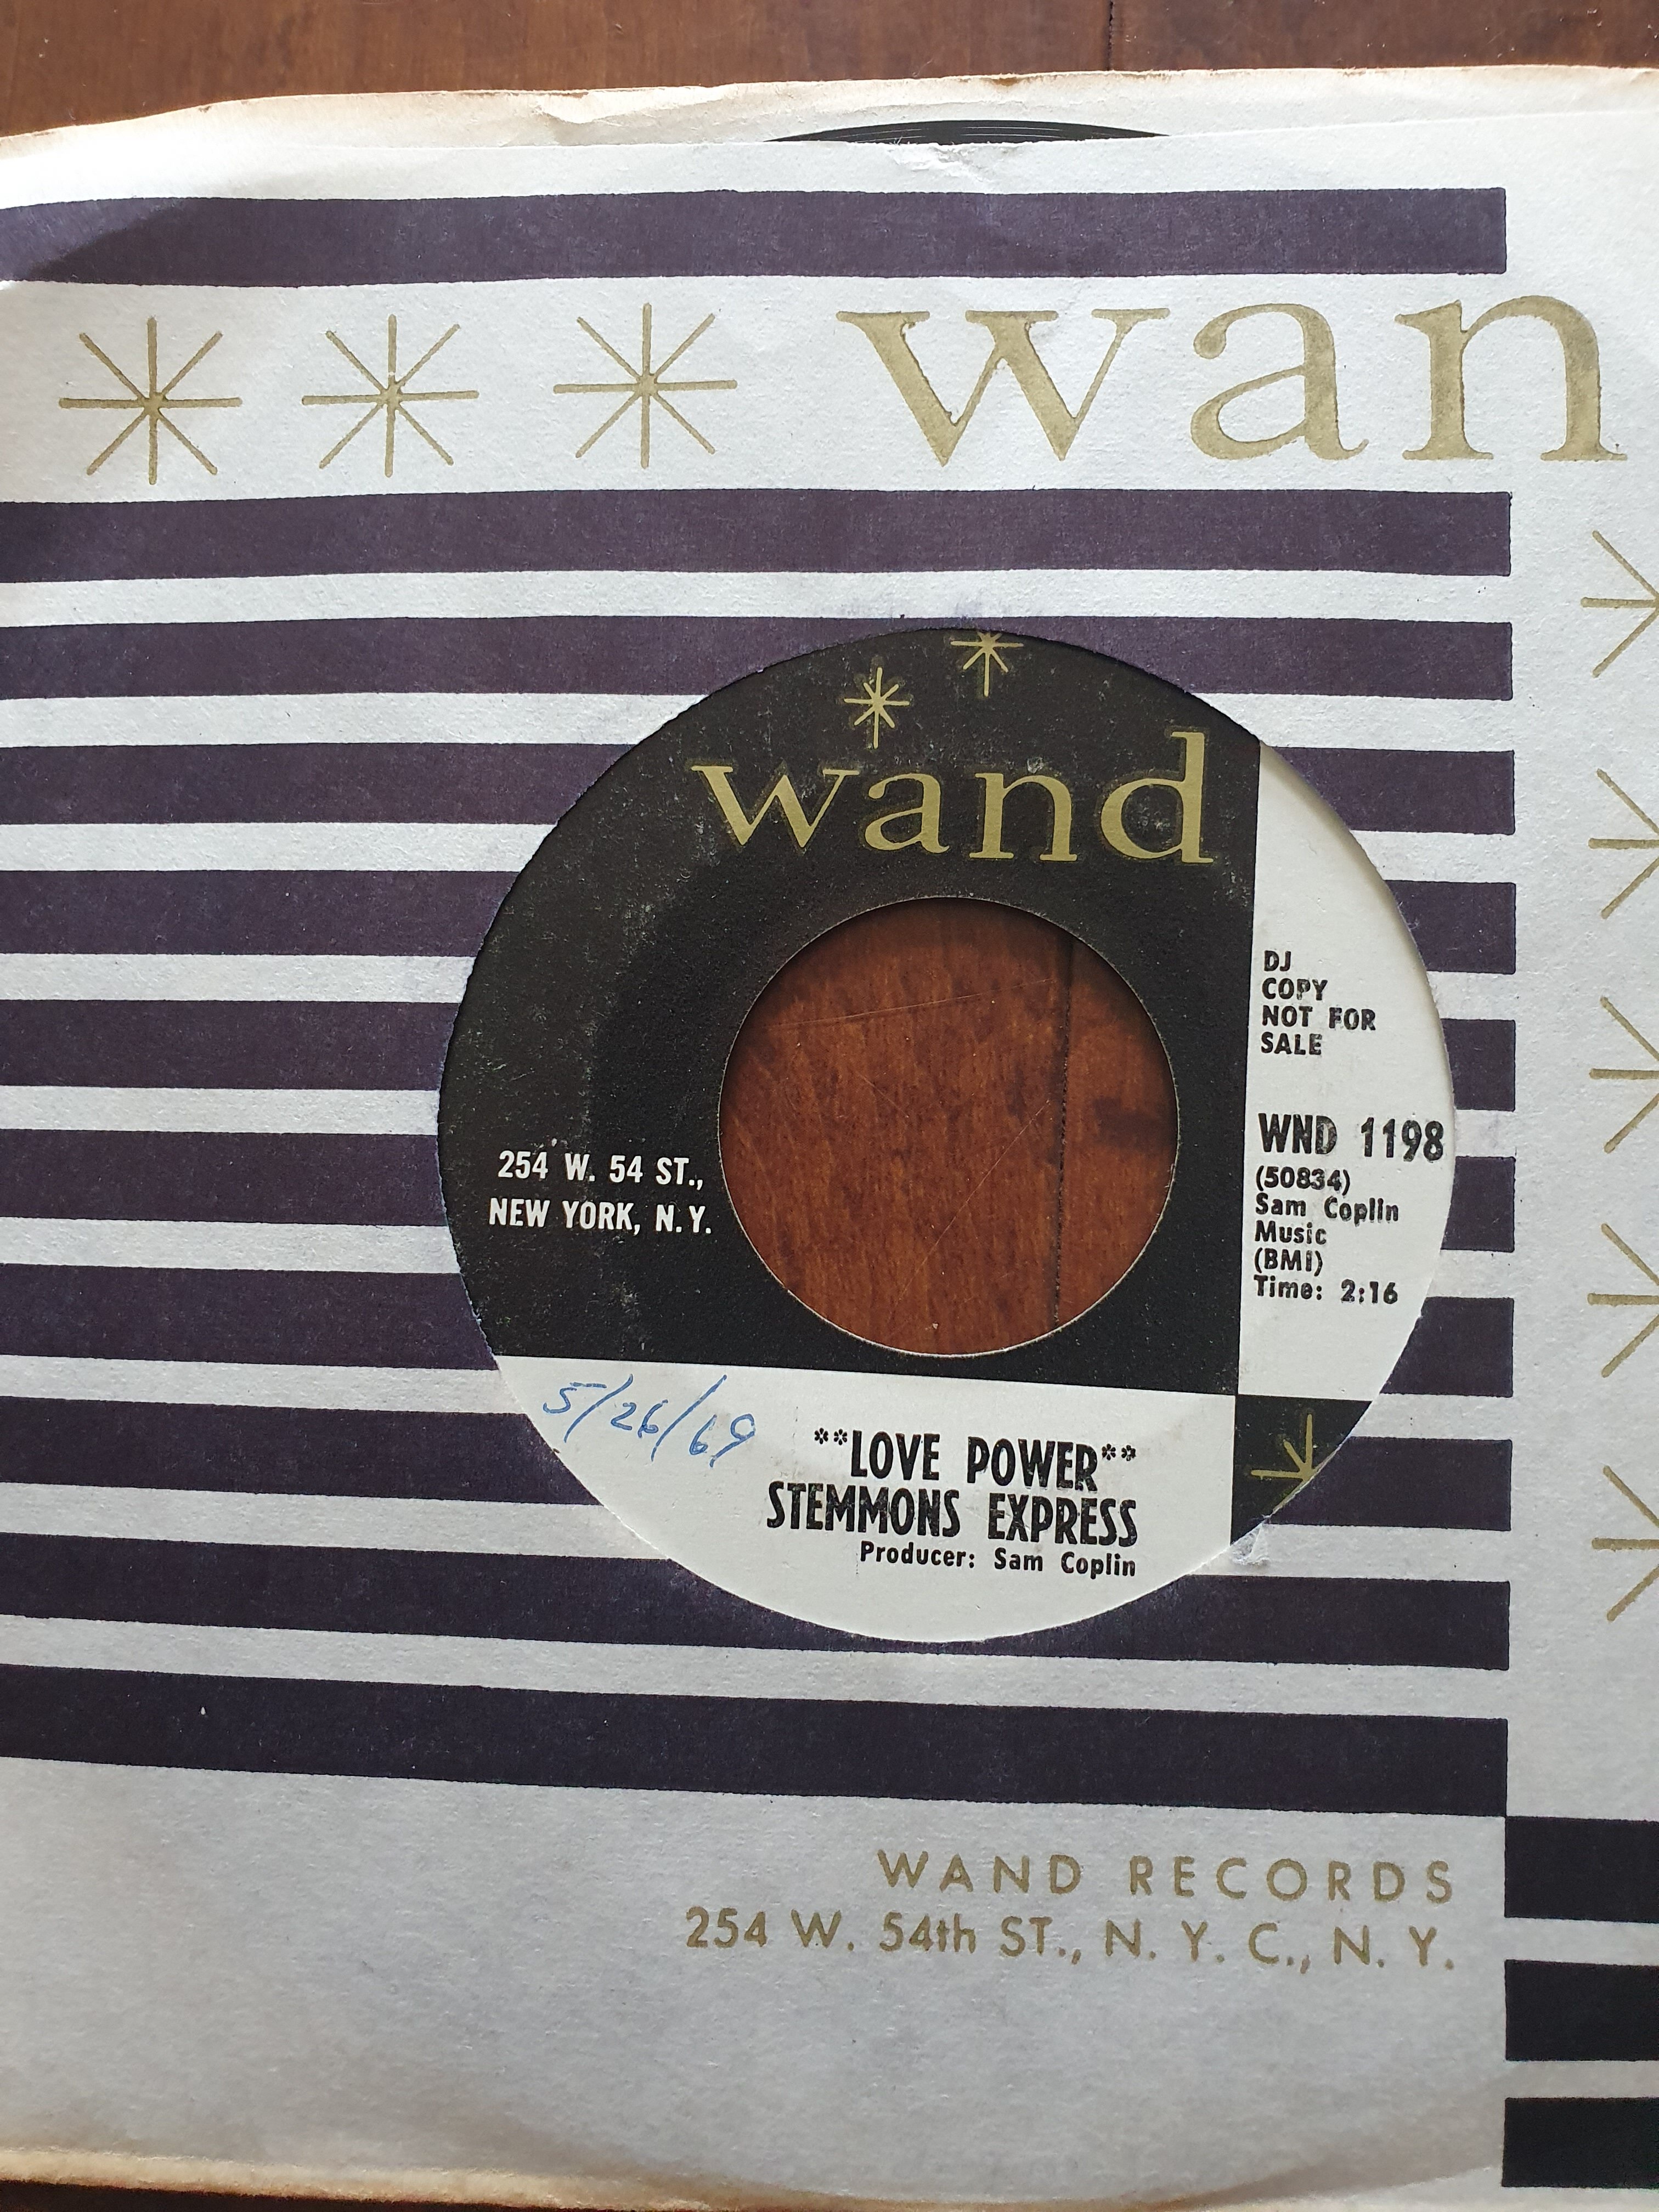 wan
wand
DJ
COPY
NOT FOR
SALE
WND 1198
(50834)
Sam Coplin
Music
(BMI)
Time: 2:16
254 W. 54 ST.,
NEW YORK, N.Y.
5/26/69
**LOVE POWER**
STEMMONS EXPRESS
Producer: Sam Coplin
WAND RECORDS
254 W. 54th ST., N. Y. C., N. Y.